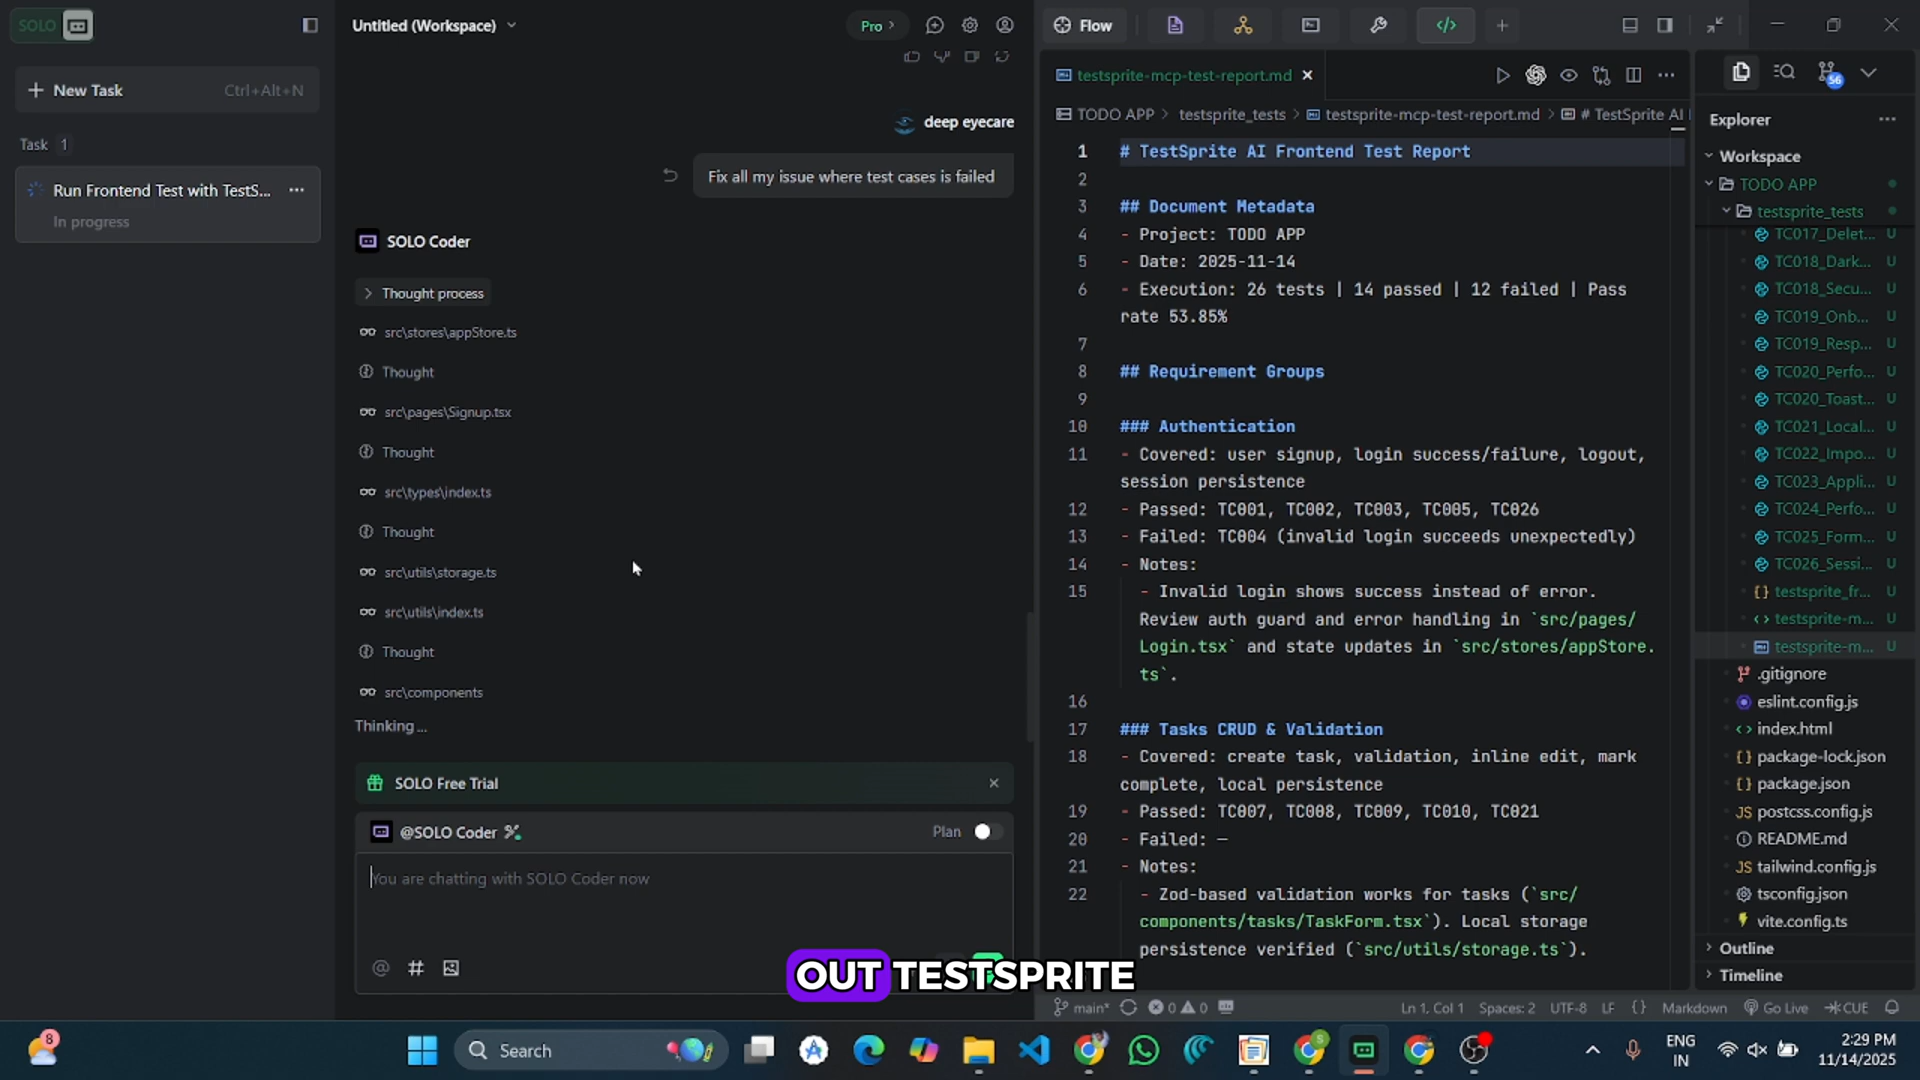 SOLO
Untitled (Workspace)
Pro
Flow
New Task
Ctrl+Alt+N
Task 1
Run Frontend Test with TestS...
In progress
deep eyecare
Fix all my issue where test cases is failed
SOLO Coder
Thought process
src\stores\appStore.ts
Thought
src\pages\Signup.tsx
Thought
src\types\index.ts
Thought
src\utils\storage.ts
src\utils\index.ts
Thought
src\components
Thinking ...
SOLO Free Trial
@SOLO Coder
Plan
You are chatting with SOLO Coder now
@ #
testsprite-mcp-test-report.md
TODO APP > testsprite_tests > testsprite-mcp-test-report.md > # TestSprite AI
1 # TestSprite AI Frontend Test Report
2
3 ## Document Metadata
4 - Project: TODO APP
5 - Date: 2025-11-14
6 - Execution: 26 tests | 14 passed | 12 failed | Pass
rate 53.85%
7
8 ## Requirement Groups
9
10 ### Authentication
11 - Covered: user signup, login success/failure, logout,
session persistence
12 - Passed: TC001, TC002, TC003, TC005, TC026
13 - Failed: TC004 (invalid login succeeds unexpectedly)
14 - Notes:
15 - Invalid login shows success instead of error.
Review auth guard and error handling in `src/pages/
Login.tsx` and state updates in `src/stores/appStore.
ts`.
16
17 ### Tasks CRUD & Validation
18 - Covered: create task, validation, inline edit, mark
complete, local persistence
19 - Passed: TC007, TC008, TC009, TC010, TC021
20 - Failed: —
21 - Notes:
22 - Zod-based validation works for tasks (`src/
components/tasks/TaskForm.tsx`). Local storage
persistence verified (`src/utils/storage.ts`).
56
Explorer
Workspace
TODO APP
testsprite_tests
TC017_Delet... U
TC018_Dark... U
TC018_Secu... U
TC019_Onb... U
TC019_Resp... U
TC020_Perfo... U
TC020_Toast... U
TC021_Local... U
TC022_Impo... U
TC023_Appli... U
TC024_Perfo... U
TC025_Form... U
TC026_Sessi... U
testsprite_fr... U
testsprite-m... U
testsprite-m... U
.gitignore
eslint.config.js
index.html
package-lock.json
package.json
postcss.config.js
README.md
tailwind.config.js
tsconfig.json
vite.config.ts
Outline
Timeline
OUT TESTSPRITE
main* 0 0
Ln 1, Col 1 Spaces: 2 UTF-8 LF {} Markdown Go Live CUE
8
Search
ENG
IN
2:29 PM
11/14/2025